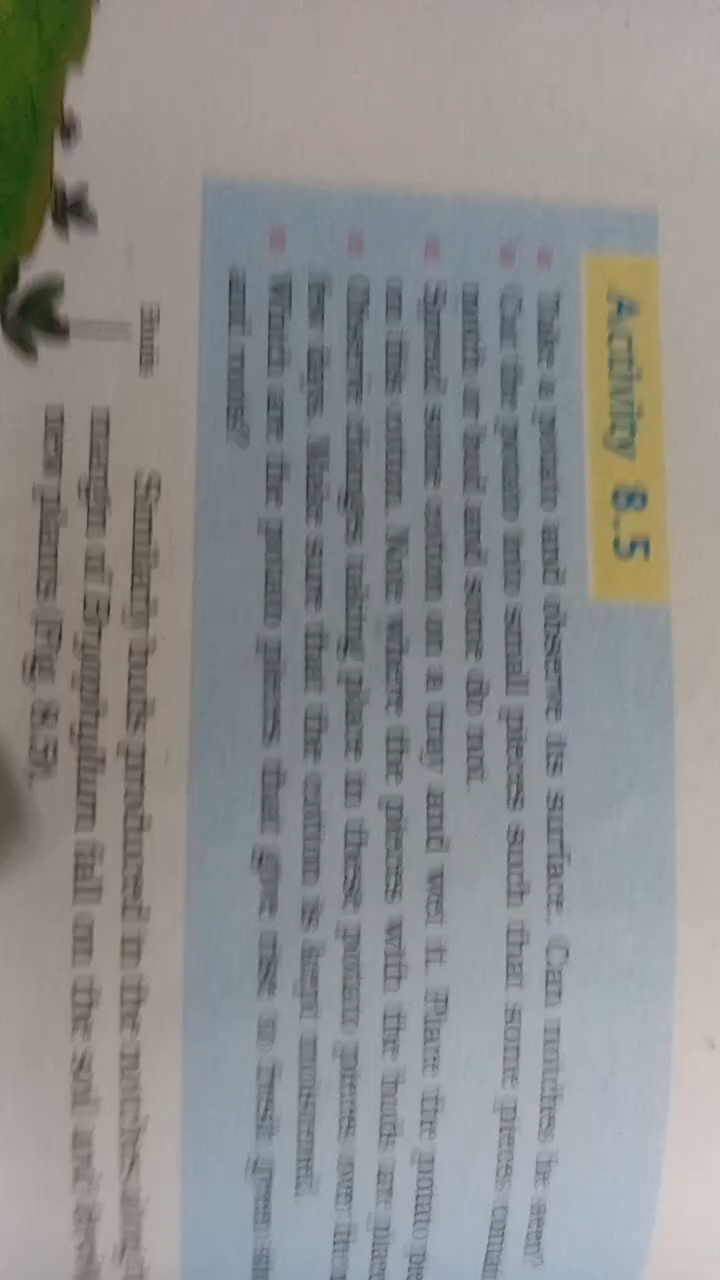 Activity 8.5
Take a potato and observe its surface. Can notches be seen?
Cut the potato into small pieces such that some pieces contain
notch or bud and some do not.
Spread some cotton on a tray and wet it. Place the potato
on this cotton. Note where the pieces with the buds are
Observe changes taking place in these potato pieces over the
few days. Make sure that the cotton is kept moistened.
Which are the potato pieces that give rise to fresh green
and roots?
Similarly buds produced in the notches
margin of Bryophyllum fall on the soil and
new plants (Fig. 8.5).